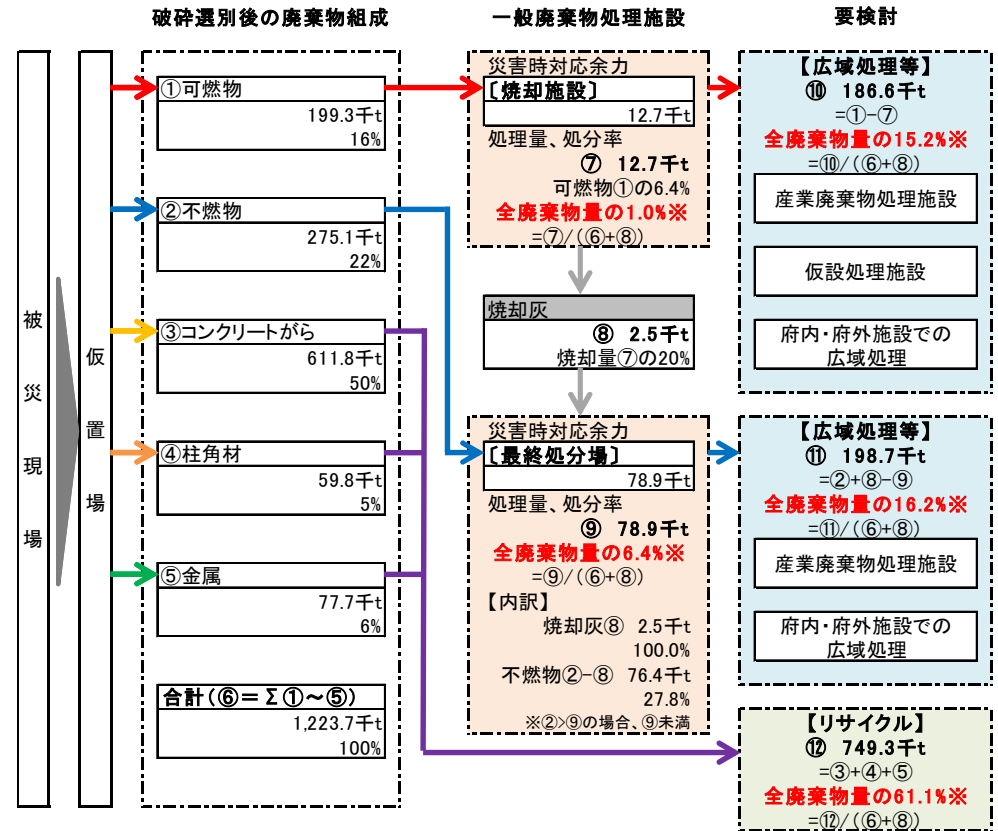 破砕選別後の廃棄物組成
一般廃棄物処理施設
要検討
被災現場
仮置場
①可燃物
199.3千t
16%
②不燃物
275.1千t
22%
③コンクリートがら
611.8千t
50%
④柱角材
59.8千t
5%
⑤金属
77.7千t
6%
合計(⑥=Σ①～⑤)
1,223.7千t
100%
災害時対応余力
〔焼却施設〕
12.7千t
処理量、処分率
⑦ 12.7千t
可燃物①の6.4%
全廃棄物量の1.0%※
=⑦/(⑥+⑧)
焼却灰
⑧ 2.5千t
焼却量⑦の20%
災害時対応余力
〔最終処分場〕
78.9千t
処理量、処分率
⑨ 78.9千t
全廃棄物量の6.4%※
=⑨/(⑥+⑧)
【内訳】
焼却灰⑧ 2.5千t
100.0%
不燃物②-⑧ 76.4千t
27.8%
※②>⑨の場合、⑨未満
【広域処理等】
⑩ 186.6千t
=①-⑦
全廃棄物量の15.2%※
=⑩/(⑥+⑧)
産業廃棄物処理施設
仮設処理施設
府内・府外施設での
広域処理
【広域処理等】
⑪ 198.7千t
=②+⑧-⑨
全廃棄物量の16.2%※
=⑪/(⑥+⑧)
産業廃棄物処理施設
府内・府外施設での
広域処理
【リサイクル】
⑫ 749.3千t
=③+④+⑤
全廃棄物量の61.1%※
=⑫/(⑥+⑧)